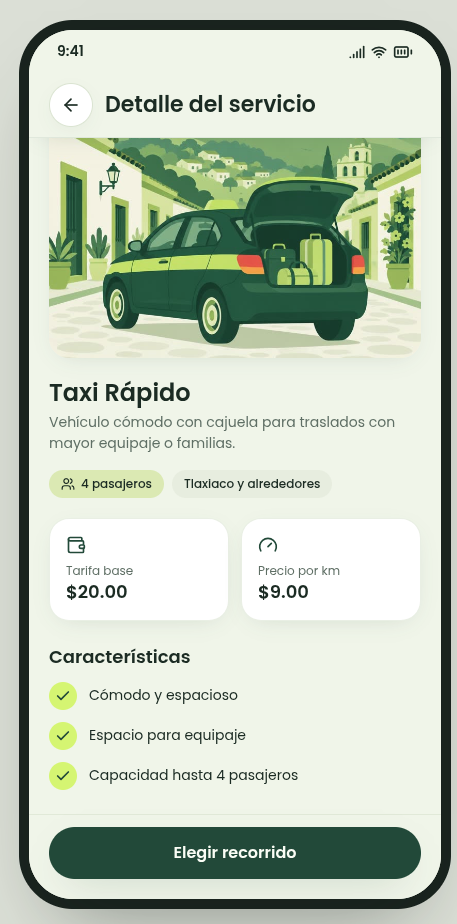 9:41
Detalle del servicio
Taxi Rápido
Vehículo cómodo con cajuela para traslados con
mayor equipaje o familias.
4 pasajeros
Tlaxiaco y alrededores
Tarifa base
$20.00
Precio por km
$9.00
Características
Cómodo y espacioso
Espacio para equipaje
Capacidad hasta 4 pasajeros
Elegir recorrido